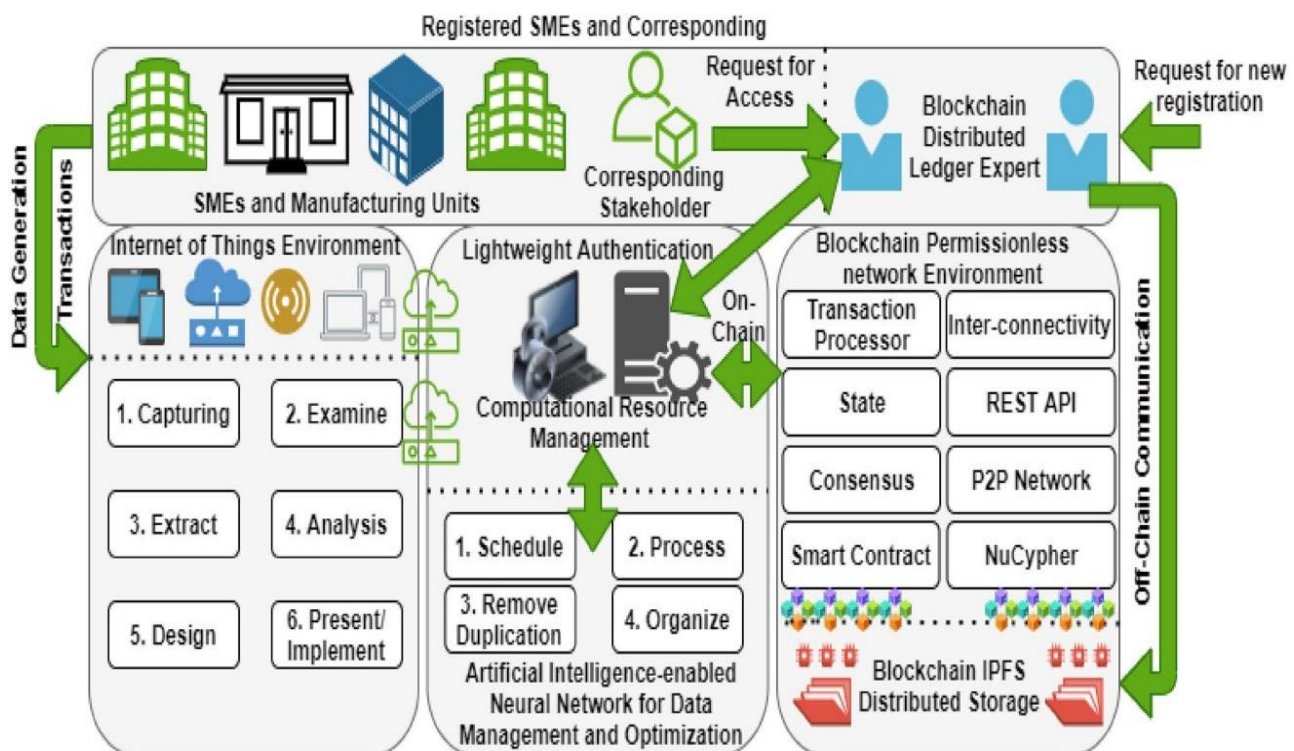 Registered SMEs and Corresponding
Request for
Access
Blockchain
Distributed
Ledger Expert
Request for new
registration
SMEs and Manufacturing Units
Corresponding
Stakeholder
Data Generation
Transactions
Internet of Things Environment
1. Capturing
2. Examine
3. Extract
4. Analysis
5. Design
6. Present/
Implement
Lightweight Authentication
On-
Chain
Computational Resource
Management
1. Schedule
2. Process
3. Remove
Duplication
4. Organize
Artificial Intelligence-enabled
Neural Network for Data
Management and Optimization
Blockchain Permissionless
network Environment
Transaction
Processor
Inter-connectivity
State
REST API
Consensus
P2P Network
Smart Contract
NuCypher
Blockchain IPFS
Distributed Storage
Off-Chain Communication